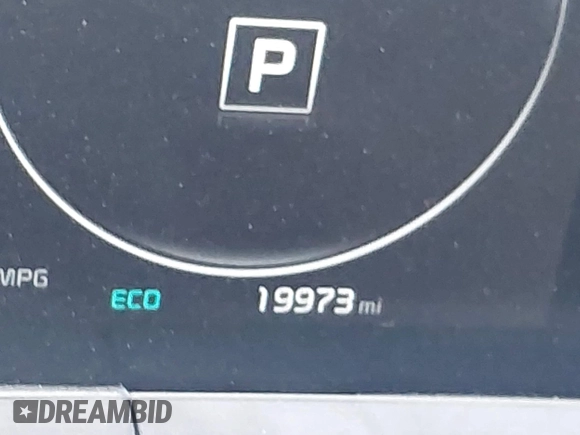 P
MPG
ECO 19973 mi
DREAMBID